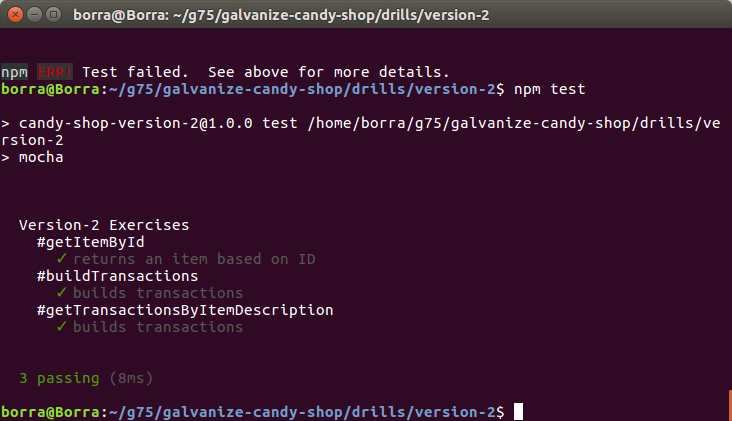 borra@Borra: ~/g75/galvanize-candy-shop/drills/version-2
npm ERR! Test failed.  See above for more details.
borra@Borra:~/g75/galvanize-candy-shop/drills/version-2$ npm test
> candy-shop-version-2@1.0.0 test /home/borra/g75/galvanize-candy-shop/drills/ve
rsion-2
> mocha
Version-2 Exercises
#getItemById
✓ returns an item based on ID
#buildTransactions
✓ builds transactions
#getTransactionsByItemDescription
✓ builds transactions
3 passing (8ms)
borra@Borra:~/g75/galvanize-candy-shop/drills/version-2$